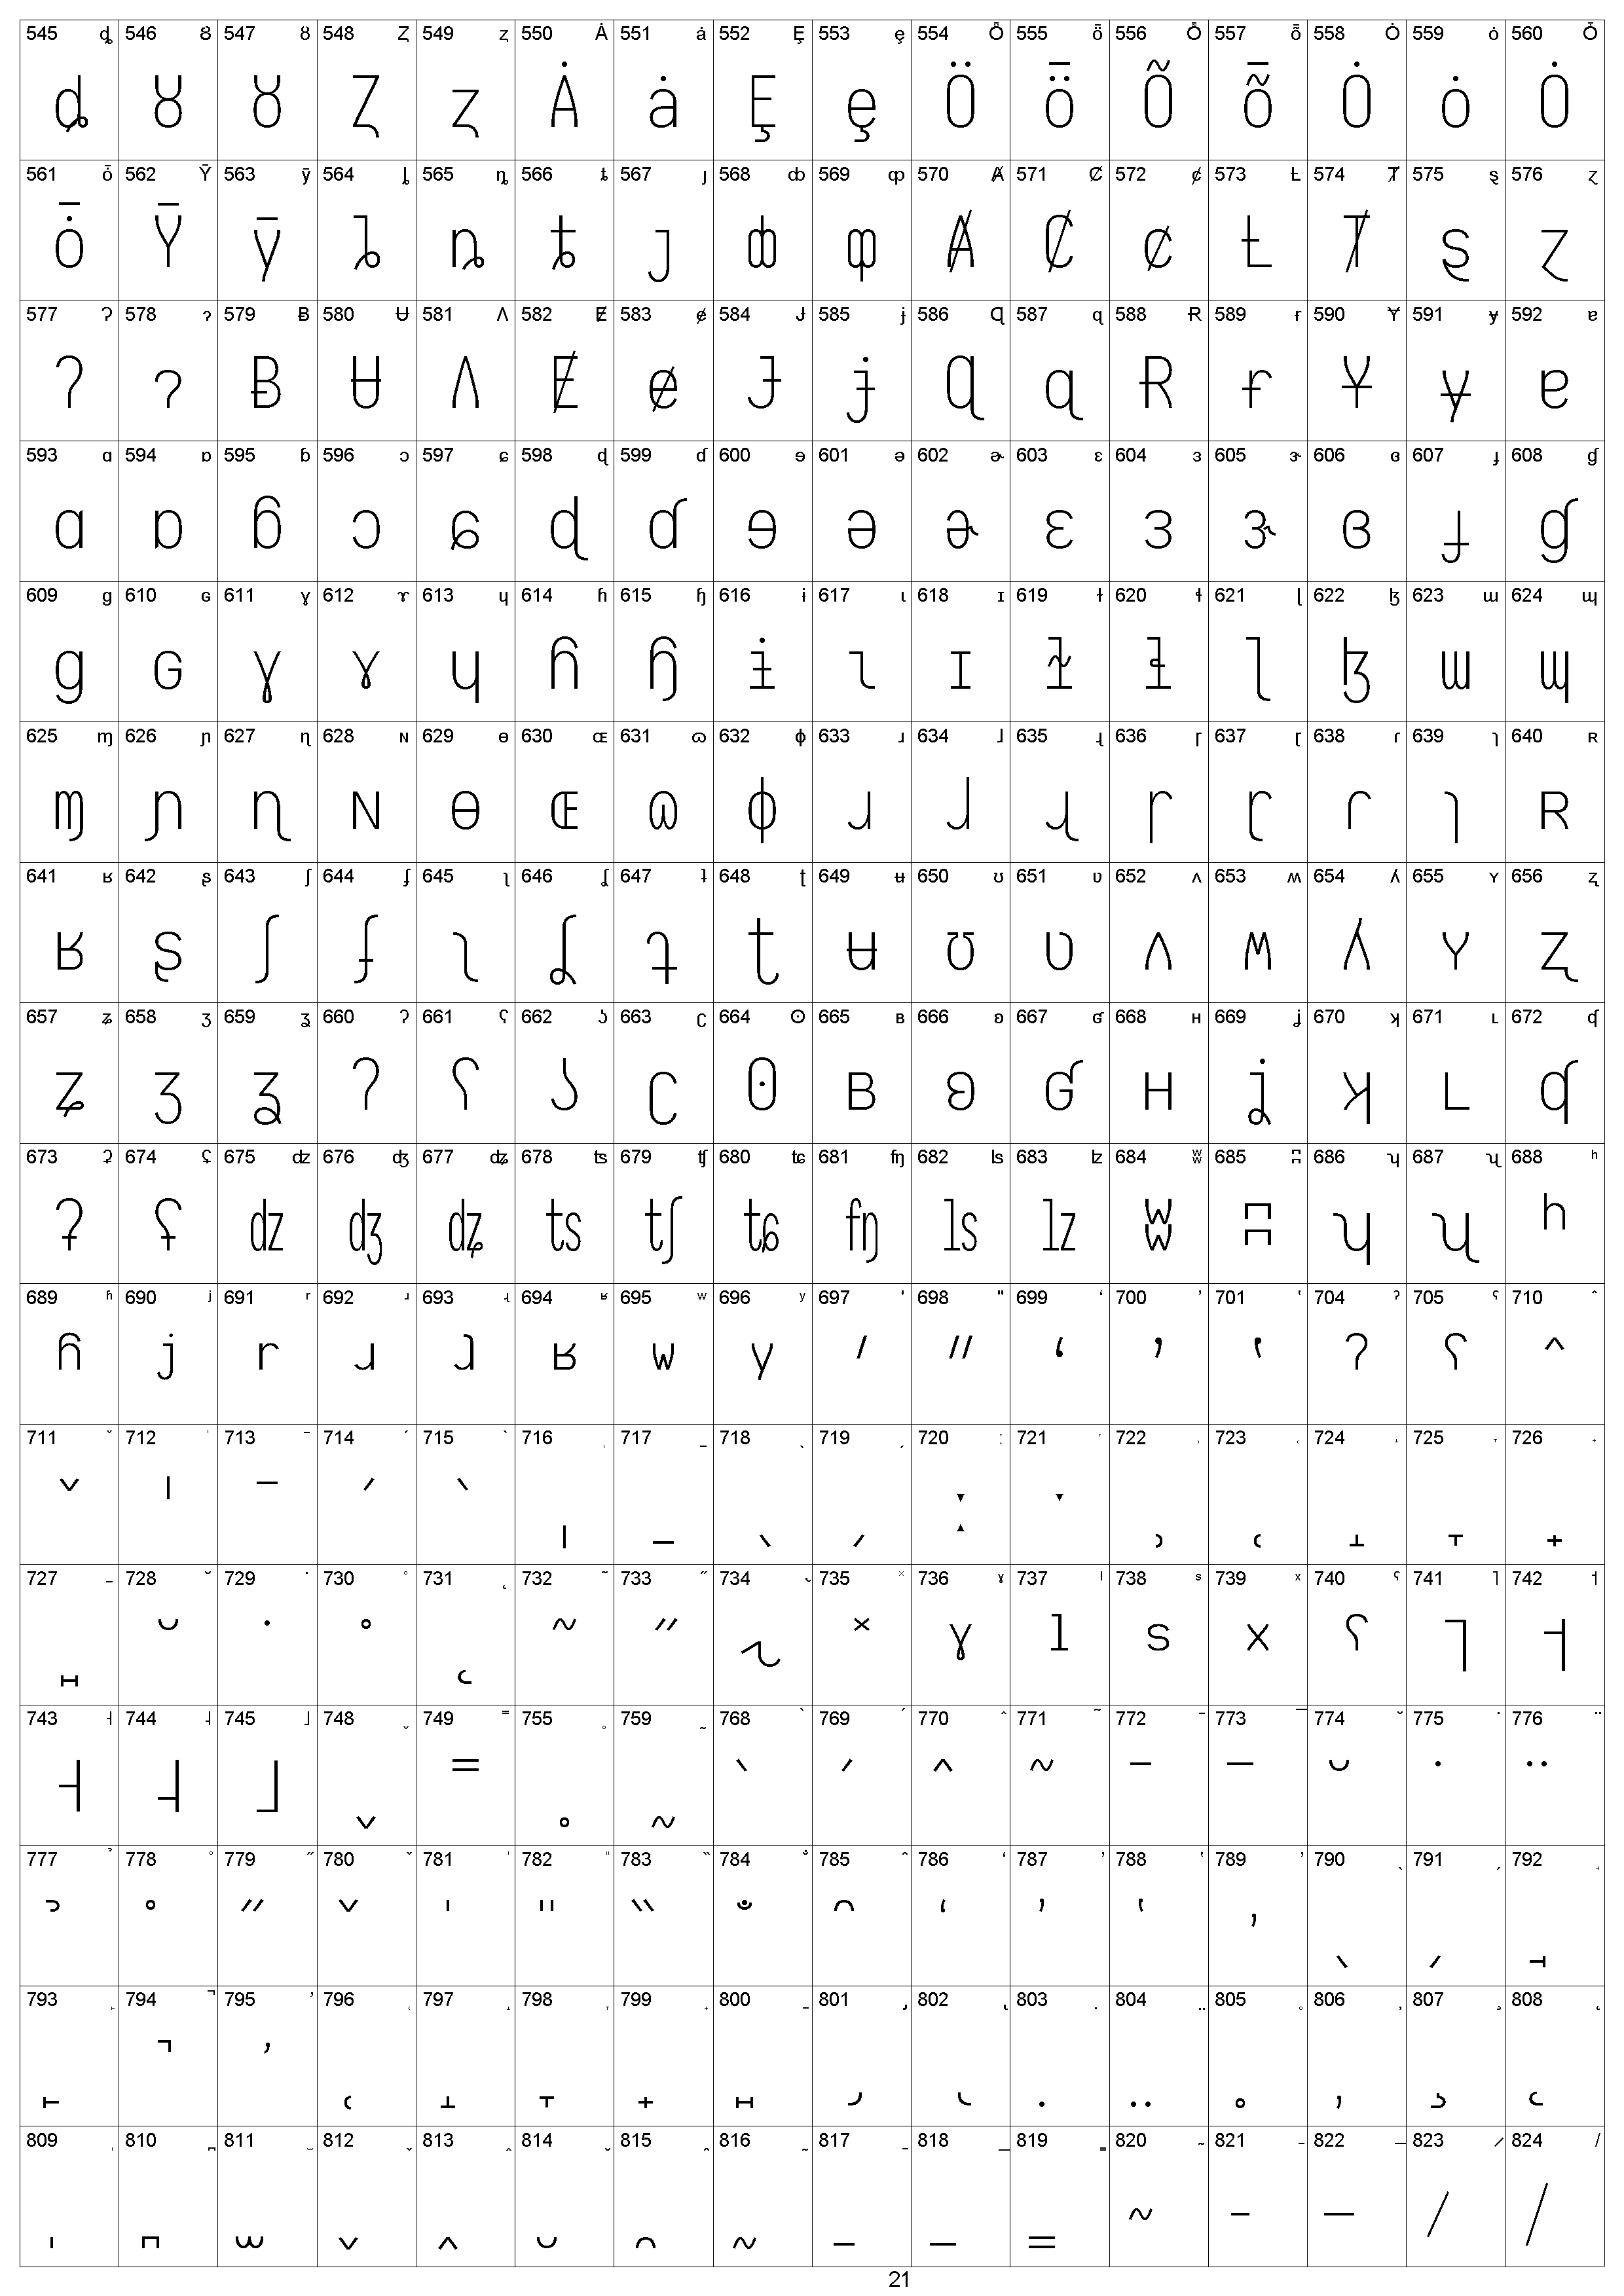 545 ȡ 546 Ȣ 547 ȣ 548 Ȥ 549 ȥ 550 Ȧ 551 ȧ 552 Ȩ 553 ȩ 554 Ȫ 555 ȫ 556 Ȭ 557 ȭ 558 Ȯ 559 ȯ 560 Ȱ
ȡ Ȣ ȣ Ȥ ȥ Ȧ ȧ Ȩ ȩ Ö ȫ Õ ȭ Ȯ ȯ Ȯ
561 ȱ 562 Ȳ 563 ȳ 564 ȴ 565 ȵ 566 ȶ 567 ȷ 568 ȸ 569 ȹ 570 Ⱥ 571 Ȼ 572 ȼ 573 Ƚ 574 Ⱦ 575 ȿ 576 ɀ
ȱ Ȳ ȳ ȴ ȵ ȶ ȷ ȸ ȹ Ⱥ Ȼ ȼ Ƚ Ⱦ ȿ ɀ
577 Ɂ 578 ɂ 579 Ƀ 580 Ʉ 581 Ʌ 582 Ɇ 583 ɇ 584 Ɉ 585 ɉ 586 Ɋ 587 ɋ 588 Ɍ 589 ɍ 590 Ɏ 591 ɏ 592 ɐ
Ɂ ɂ Ƀ Ʉ Ʌ Ɇ ɇ Ɉ ɉ Ɋ ɋ Ɍ ɍ Ɏ ɏ ɐ
593 ɑ 594 ɒ 595 ɓ 596 ɔ 597 ɕ 598 ɖ 599 ɗ 600 ɘ 601 ə 602 ɚ 603 ɛ 604 ɜ 605 ɝ 606 ɞ 607 ɟ 608 ɠ
ɑ ɒ ɓ ɔ ɕ ɖ ɗ ɘ ə ɚ ɛ ɜ ɝ ɞ ɟ ɠ
609 ɡ 610 ɢ 611 ɣ 612 ɤ 613 ɥ 614 ɦ 615 ɧ 616 ɨ 617 ɩ 618 ɪ 619 ɫ 620 ɬ 621 ɭ 622 ɮ 623 ɯ 624 ɰ
ɡ ɢ ɣ ɤ ɥ ɦ ɧ ɨ ɩ ɪ ɫ ɬ ɭ ɮ ɯ ɰ
625 ɱ 626 ɲ 627 ɳ 628 ɴ 629 ɵ 630 ɶ 631 ɷ 632 ɸ 633 ɹ 634 ɺ 635 ɻ 636 ɼ 637 ɽ 638 ɾ 639 ɿ 640 ʀ
ɱ ɲ ɳ ɴ ɵ ɶ ɷ ɸ ɹ ɺ ɻ ɼ ɽ ɾ ɿ ʀ
641 ʁ 642 ʂ 643 ʃ 644 ʄ 645 ʅ 646 ʆ 647 ʇ 648 ʈ 649 ʉ 650 ʊ 651 ʋ 652 ʌ 653 ʍ 654 ʎ 655 ʏ 656 ʐ
ʁ ʂ ʃ ʄ ʅ ʆ ʇ ʈ ʉ ʊ ʋ ʌ ʍ ʎ ʏ ʐ
657 ʑ 658 ʒ 659 ʓ 660 ʔ 661 ʕ 662 ʖ 663 ʗ 664 ʘ 665 ʙ 666 ʚ 667 ʛ 668 ʜ 669 ʝ 670 ʞ 671 ʟ 672 ʠ
ʑ ʒ ʓ ʔ ʕ ʖ ʗ ʘ ʙ ʚ ʛ ʜ ʝ ʞ ʟ ʠ
673 ʡ 674 ʢ 675 ʣ 676 ʤ 677 ʥ 678 ʦ 679 ʧ 680 ʨ 681 ʩ 682 ʪ 683 ʫ 684 ʬ 685 ʭ 686 ʮ 687 ʯ 688 ʰ
ʡ ʢ ʣ ʤ ʥ ʦ ʧ ʨ ʩ ʪ ʫ ʬ ʭ ʮ ʯ ʰ
689 ʱ 690 ʲ 691 ʳ 692 ʴ 693 ʵ 694 ʶ 695 ʷ 696 ʸ 697 ʹ 698 ʺ 699 ʻ 700 ʼ 701 ʽ 704 ˀ 705 ˁ 710 ˆ
ʱ ʲ ʳ ʴ ʵ ʶ ʷ ʸ ʹ ʺ ʻ ʼ ʽ ˀ ˁ ˆ
711 ˇ 712 ˈ 713 ˉ 714 ˊ 715 ˋ 716 ˌ 717 ˍ 718 ˎ 719 ˏ 720 ː 721 ˑ 722 ˒ 723 ˓ 724 ˔ 725 ˕ 726 ˖
ˇ ˈ ˉ ˊ ˋ ˌ ˍ ˎ ˏ ː ˑ ˒ ˓ ˔ ˕ ˖
727 ˗ 728 ˘ 729 ˙ 730 ˚ 731 ˛ 732 ˜ 733 ˝ 734 ˞ 735 ˟ 736 ˠ 737 ˡ 738 ˢ 739 ˣ 740 ˤ 741 ˥ 742 ˦
˗ ˘ ˙ ˚ ˛ ˜ ˝ ˞ ˟ ˠ ˡ ˢ ˣ ˤ ˥ ˦
743 ˧ 744 ˨ 745 ˩ 748 ˬ 749 ˭ 755 ˳ 759 ˷ 768 ̀ 769 ́ 770 ̂ 771 ̃ 772 ̄ 773 ̅ 774 ̆ 775 ̇ 776 ̈
˧ ˨ ˩ ˬ ˭ ˳ ˷ ̀ ́ ̂ ̃ ̄ ̅ ̆ ̇ ̈
777 ̉ 778 ̊ 779 ̋ 780 ̌ 781 ̍ 782 ̎ 783 ̏ 784 ̐ 785 ̑ 786 ̒ 787 ̓ 788 ̔ 789 ̕ 790 ̖ 791 ̗ 792 ̘
̉ ̊ ̋ ̌ ̍ ̎ ̏ ̐ ̑ ̒ ̓ ̔ ̕ ̖ ̗ ̘
793 ̙ 794 ̚ 795 ̛ 796 ̜ 797 ̝ 798 ̞ 799 ̟ 800 ̠ 801 ̡ 802 ̢ 803 ̣ 804 ̤ 805 ̥ 806 ̦ 807 ̧ 808 ̨
̙ ̚ ̛ ̜ ̝ ̞ ̟ ̠ ̡ ̢ ̣ ̤ ̥ ̦ ̧ ̨
809 ̩ 810 ̪ 811 ̫ 812 ̬ 813 ̭ 814 ̮ 815 ̯ 816 ̰ 817 ̱ 818 ̲ 819 ̳ 820 ̴ 821 ̵ 822 ̶ 823 ̷ 824 ̸
̩ ̪ ̫ ̬ ̭ ̮ ̯ ̰ ̱ ̲ ̳ ̴ ̵ ̶ ̷ ̸
21